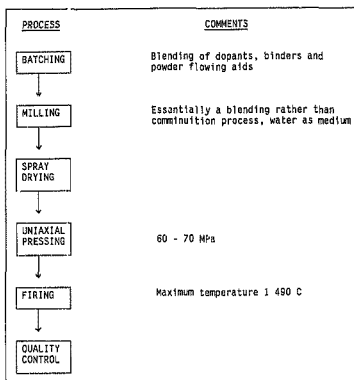 PROCESS COMMENTS
BATCHING Blending of dopants, binders and
powder flowing aids
MILLING Essentially a blending rather than
comminuition process, water as medium
SPRAY
DRYING
UNIAXIAL
PRESSING 60 - 70 MPa
FIRING Maximum temperature 1 490 C
QUALITY
CONTROL